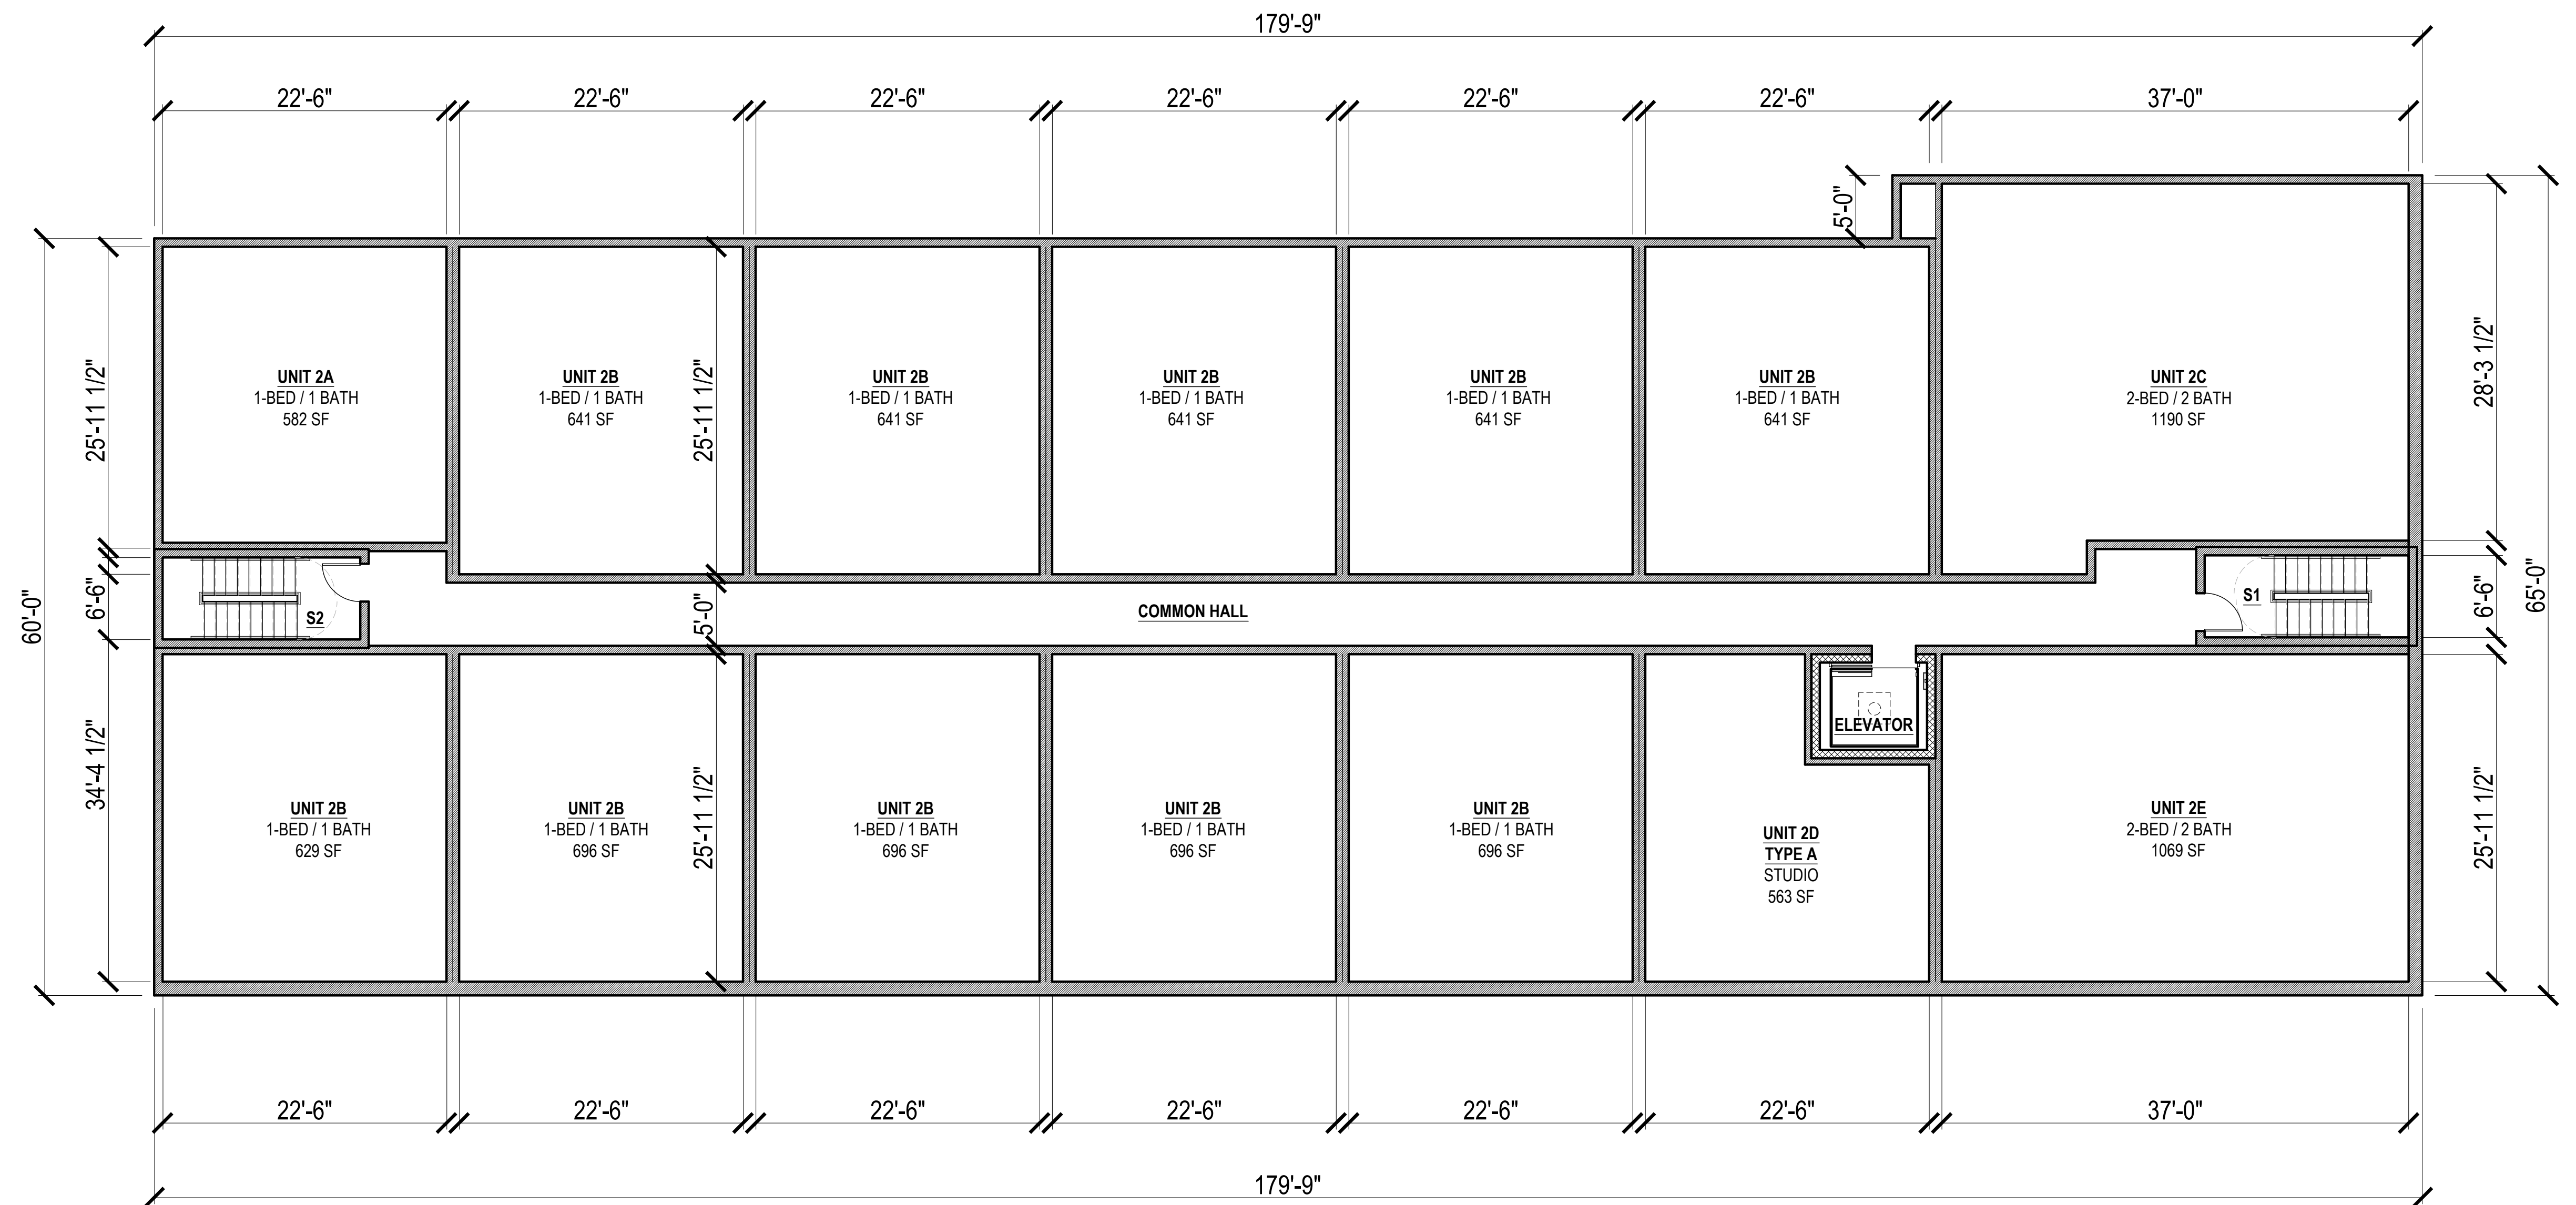 179'-9"
22'-6"
22'-6"
22'-6"
22'-6"
22'-6"
22'-6"
37'-0"
5'-0"
60'-0"
25'-11 1/2"
6'-6"
34'-4 1/2"
25'-11 1/2"
5'-0"
25'-11 1/2"
28'-3 1/2"
6'-6"
25'-11 1/2"
65'-0"
UNIT 2A
1-BED / 1 BATH
582 SF
UNIT 2B
1-BED / 1 BATH
641 SF
UNIT 2B
1-BED / 1 BATH
641 SF
UNIT 2B
1-BED / 1 BATH
641 SF
UNIT 2B
1-BED / 1 BATH
641 SF
UNIT 2B
1-BED / 1 BATH
641 SF
UNIT 2C
2-BED / 2 BATH
1190 SF
S2
COMMON HALL
S1
ELEVATOR
UNIT 2B
1-BED / 1 BATH
629 SF
UNIT 2B
1-BED / 1 BATH
696 SF
UNIT 2B
1-BED / 1 BATH
696 SF
UNIT 2B
1-BED / 1 BATH
696 SF
UNIT 2B
1-BED / 1 BATH
696 SF
UNIT 2D
TYPE A
STUDIO
563 SF
UNIT 2E
2-BED / 2 BATH
1069 SF
22'-6"
22'-6"
22'-6"
22'-6"
22'-6"
22'-6"
37'-0"
179'-9"